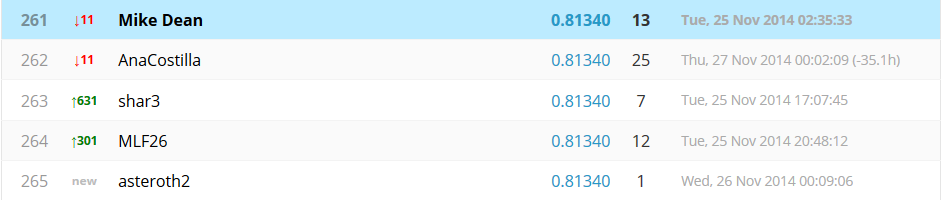 261 ↓11 Mike Dean 0.81340 13 Tue, 25 Nov 2014 02:35:33
262 ↓11 AnaCostilla 0.81340 25 Thu, 27 Nov 2014 00:02:09 (-35.1h)
263 ↑631 shar3 0.81340 7 Tue, 25 Nov 2014 17:07:45
264 ↑301 MLF26 0.81340 12 Tue, 25 Nov 2014 20:48:12
265 new asteroth2 0.81340 1 Wed, 26 Nov 2014 00:09:06